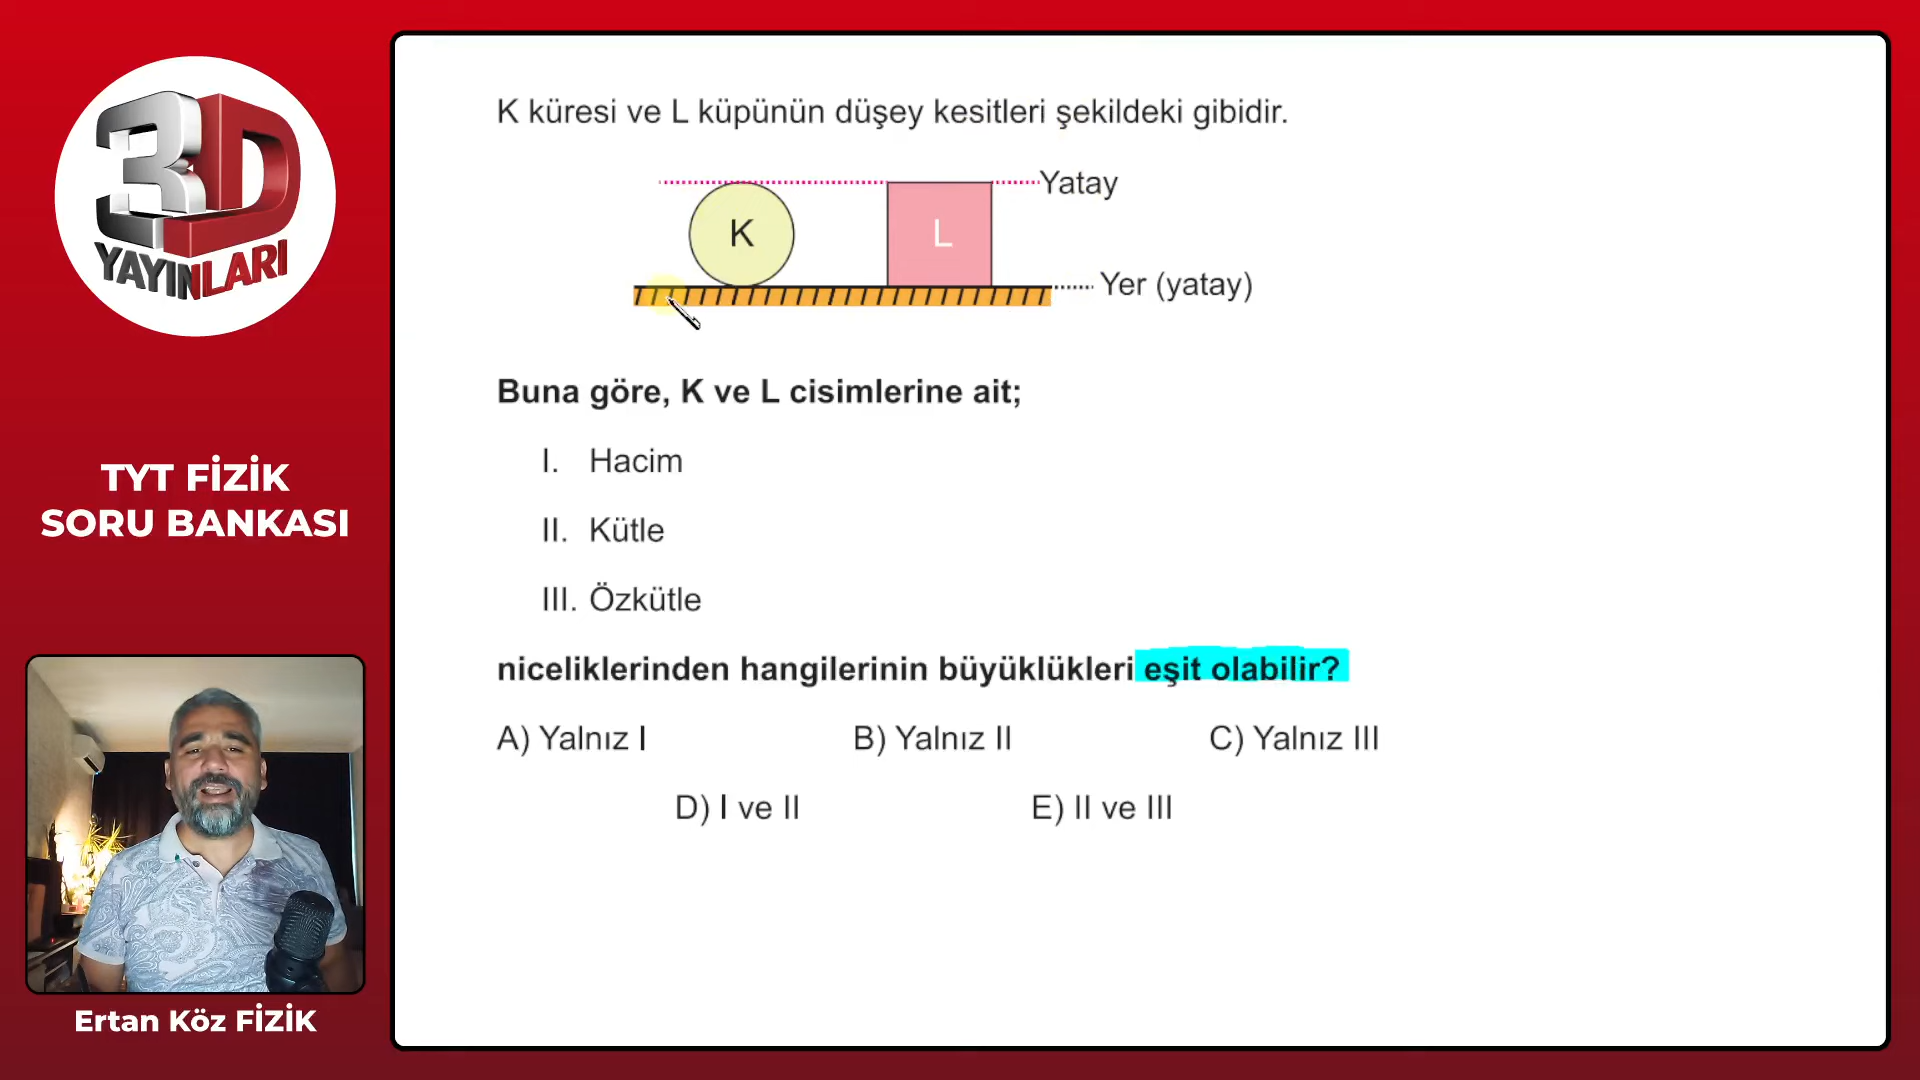 3D
YAYINLARI
TYT FİZİK
SORU BANKASI
Ertan Köz FİZİK
K küresi ve L küpünün düşey kesitleri şekildeki gibidir.
Yatay
K
L
Yer (yatay)
Buna göre, K ve L cisimlerine ait;
I. Hacim
II. Kütle
III. Özkütle
niceliklerinden hangilerinin büyüklükleri eşit olabilir?
A) Yalnız I B) Yalnız II C) Yalnız III
D) I ve II E) II ve III